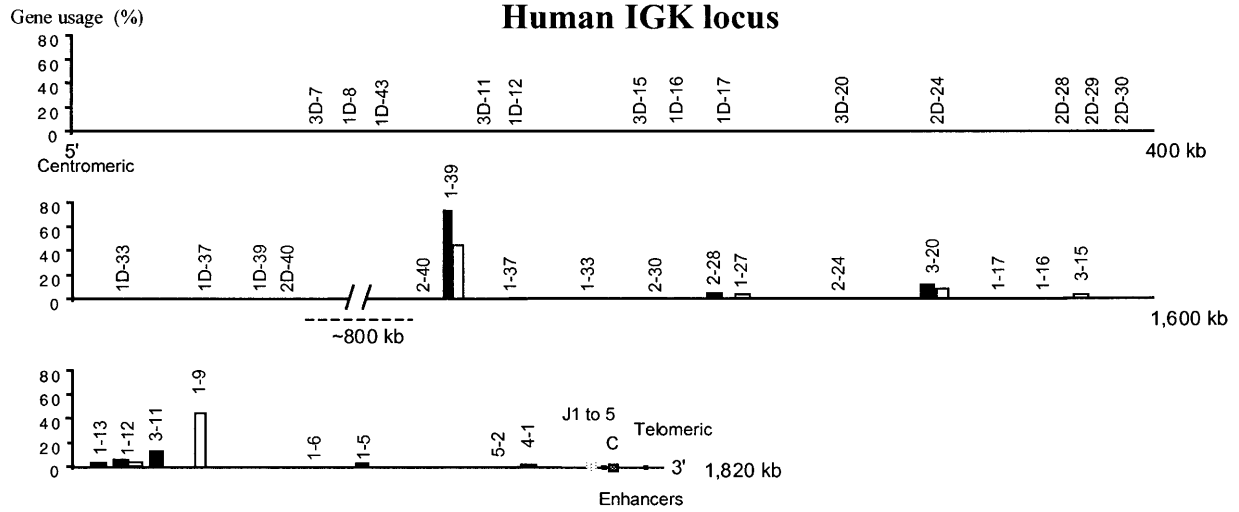 Human IGK locus
Gene usage (%)
80
60
40
20
0
3D-7 1D-8 1D-43 3D-11 1D-12 3D-15 1D-16 1D-17 3D-20 2D-24 2D-28 2D-29 2D-30
5'
400 kb
Centromeric
80
60
40
20
0
1D-33 1D-37 1D-39 2D-40 2-40 1-39 1-37 1-33 2-30 2-28 1-27 2-24 3-20 1-17 1-16 3-15
~800 kb
1,600 kb
80
60
40
20
0
1-13 1-12 3-11 1-9 1-6 1-5 5-2 4-1
J1 to 5
C
Telomeric
3'
1,820 kb
Enhancers